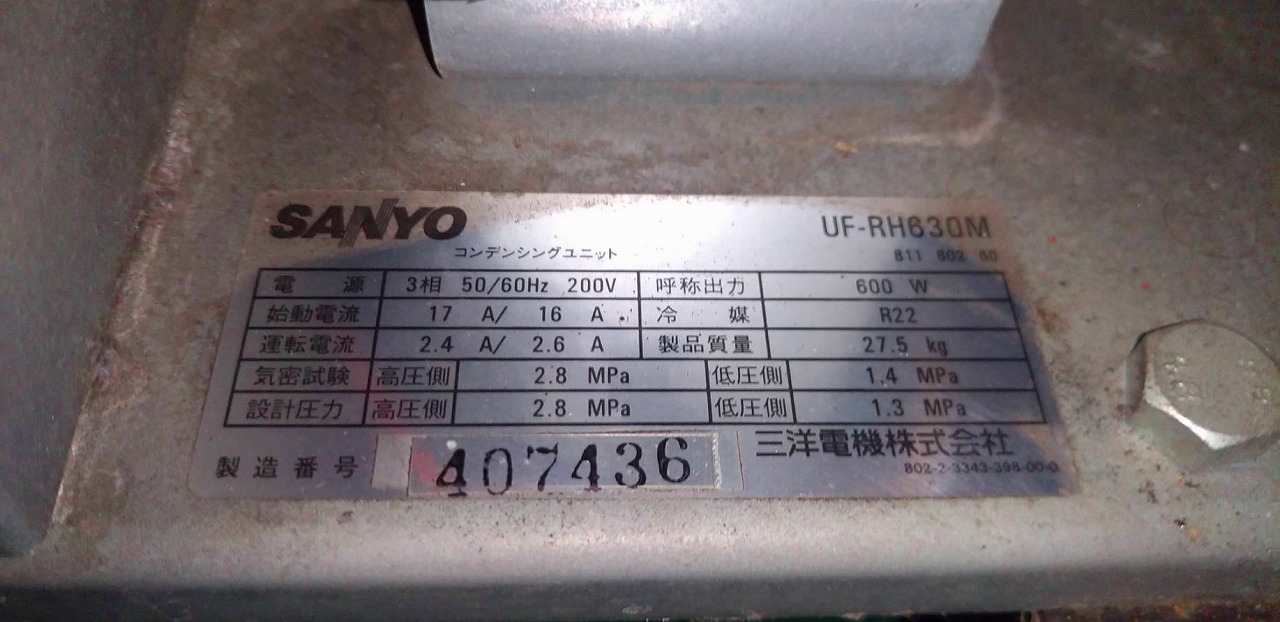 SANYO
UF-RH630M
コンデンシングユニット
811 802 60
電源 3相 50/60Hz 200V 呼称出力 600 W
始動電流 17 A/ 16 A 冷媒 R22
運転電流 2.4 A/ 2.6 A 製品質量 27.5 kg
気密試験 高圧側 2.8 MPa 低圧側 1.4 MPa
設計圧力 高圧側 2.8 MPa 低圧側 1.3 MPa
製造番号 407436
三洋電機株式会社
802-2-3343-398-00-0